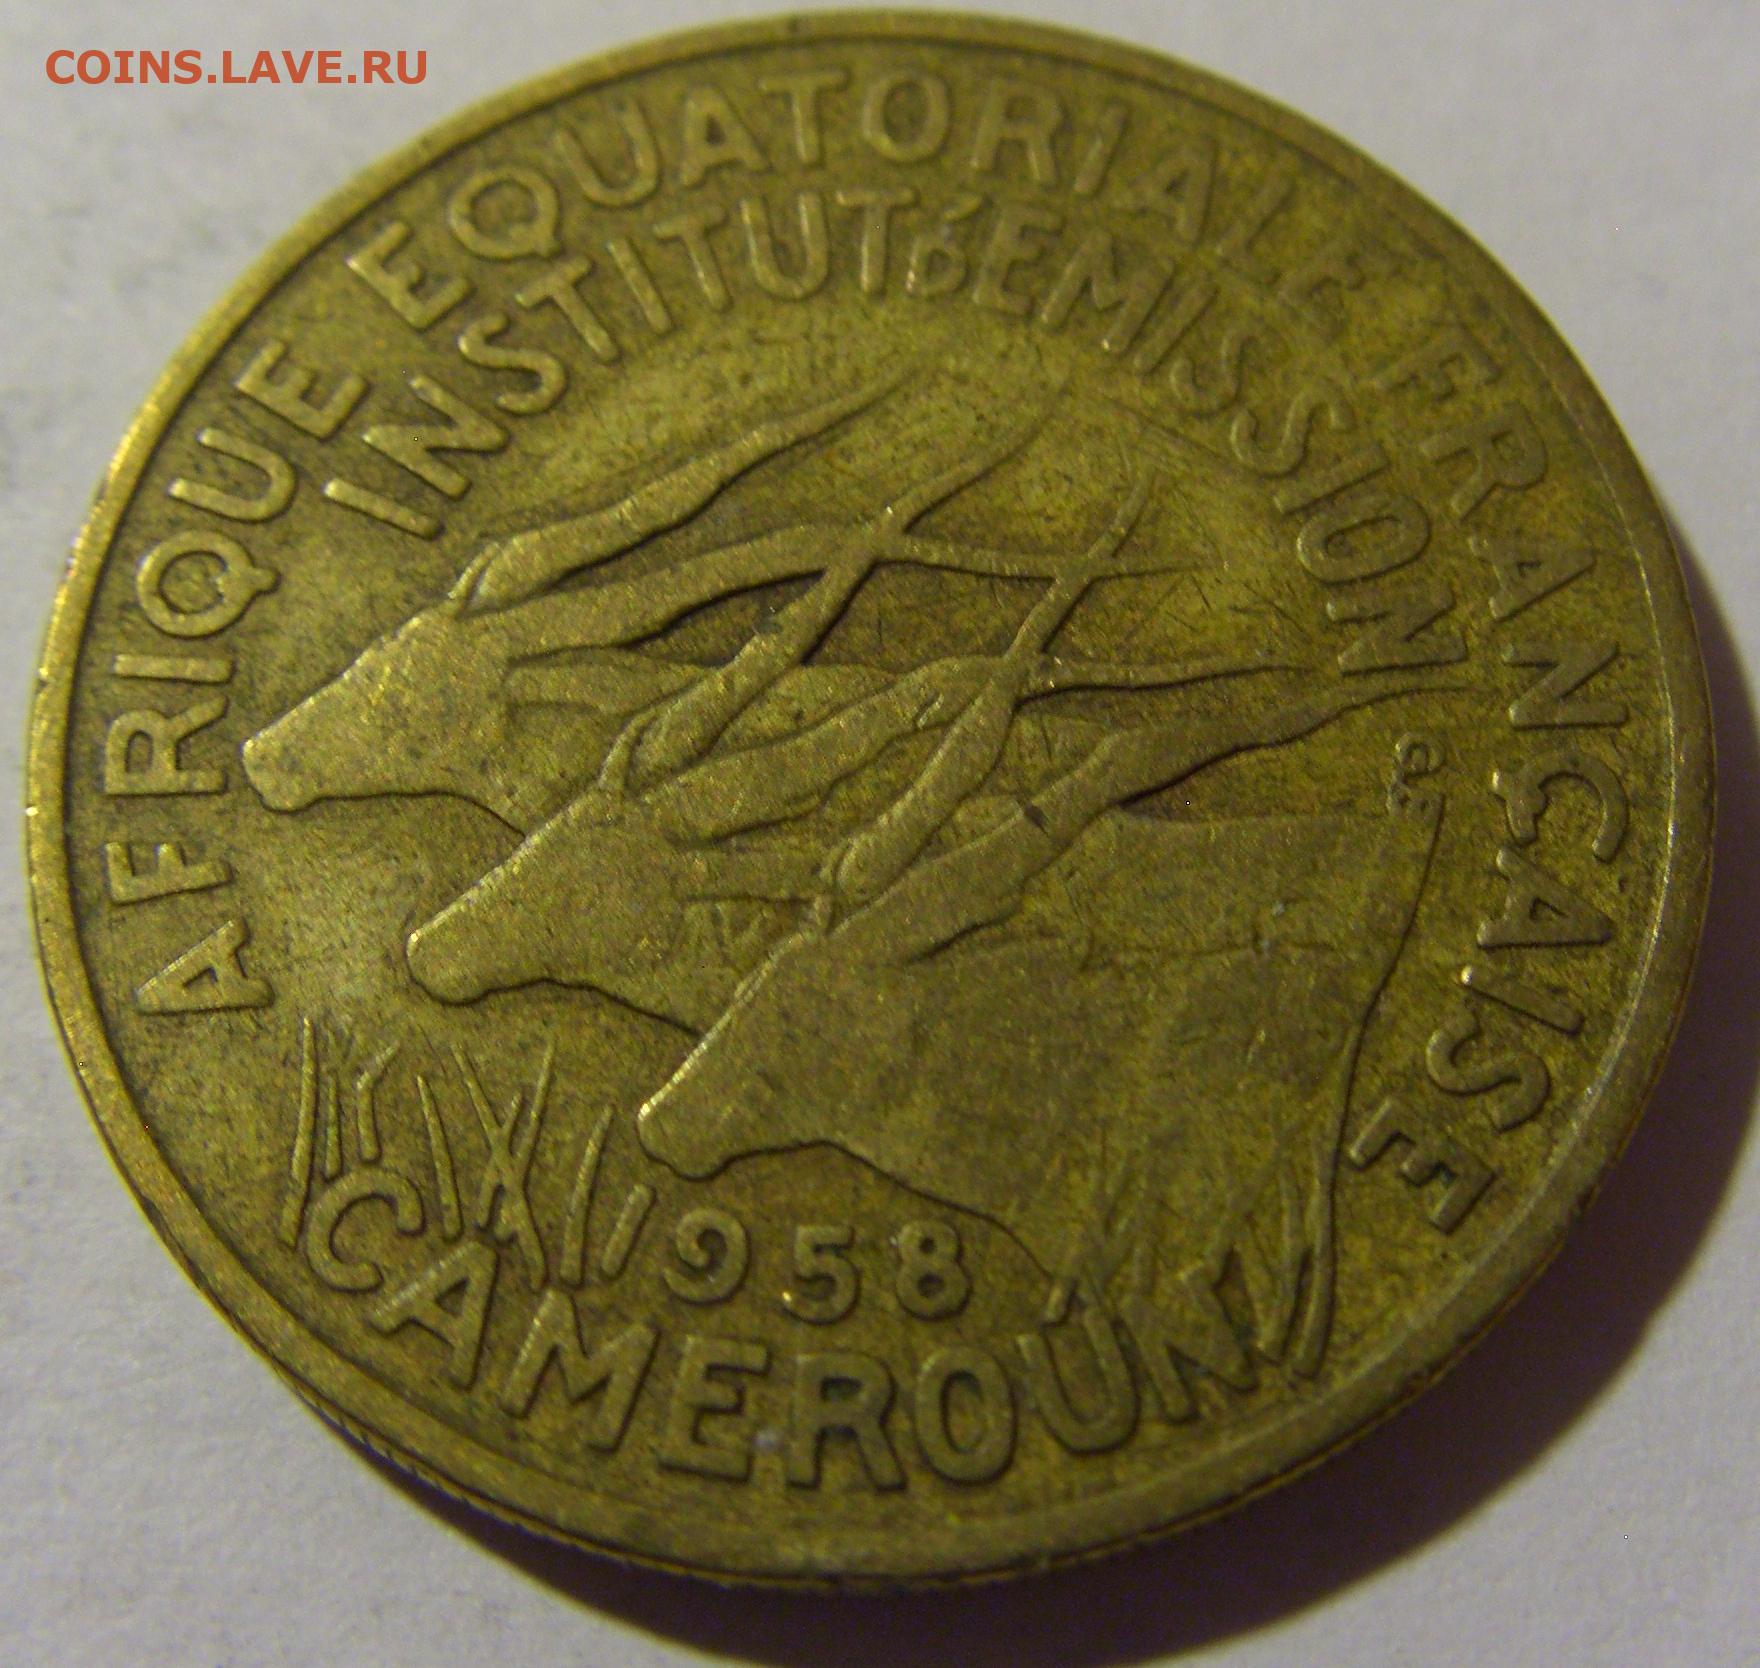 COINS.LAVE.RU
AFRIQUE EQUATORIALE FRANÇAISE
INSTITUT D'EMISSION
1958
CAMEROUN